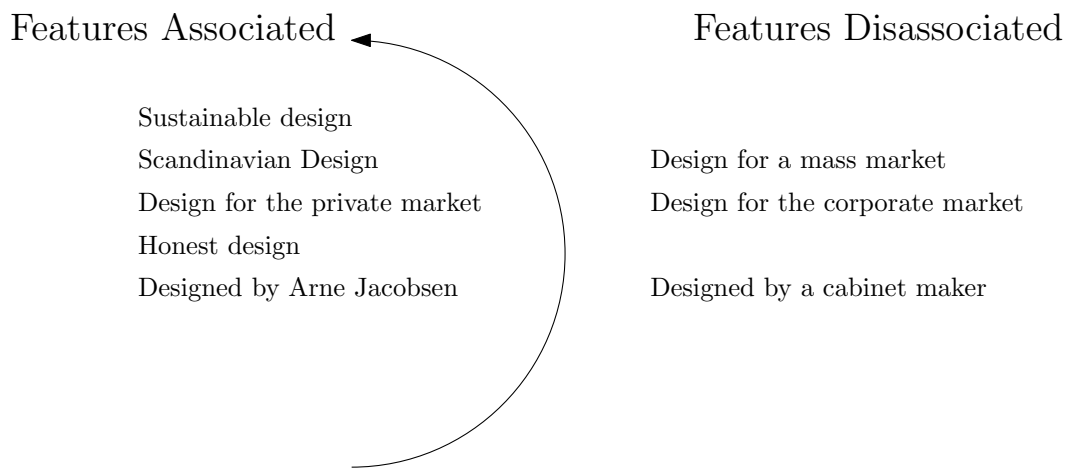 Features Associated
Features Disassociated
Sustainable design
Scandinavian Design
Design for a mass market
Design for the private market
Design for the corporate market
Honest design
Designed by Arne Jacobsen
Designed by a cabinet maker